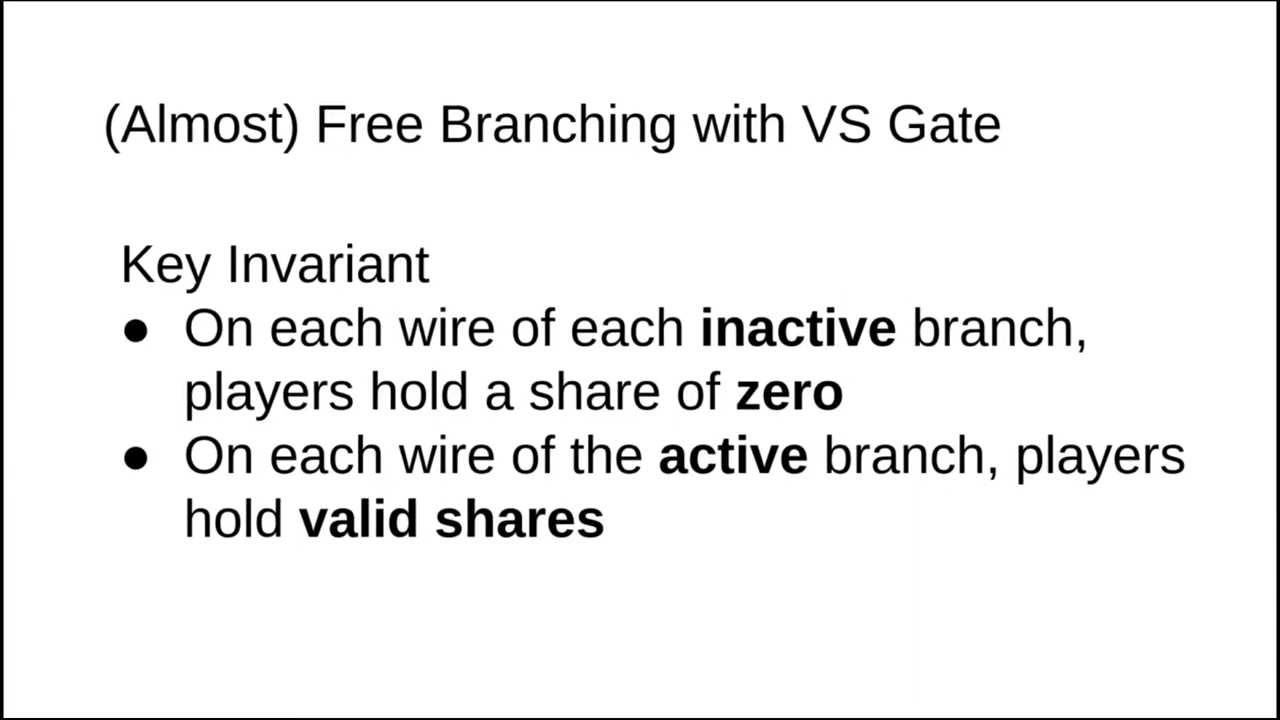 (Almost) Free Branching with VS Gate
Key Invariant
● On each wire of each inactive branch,
players hold a share of zero
● On each wire of the active branch, players
hold valid shares